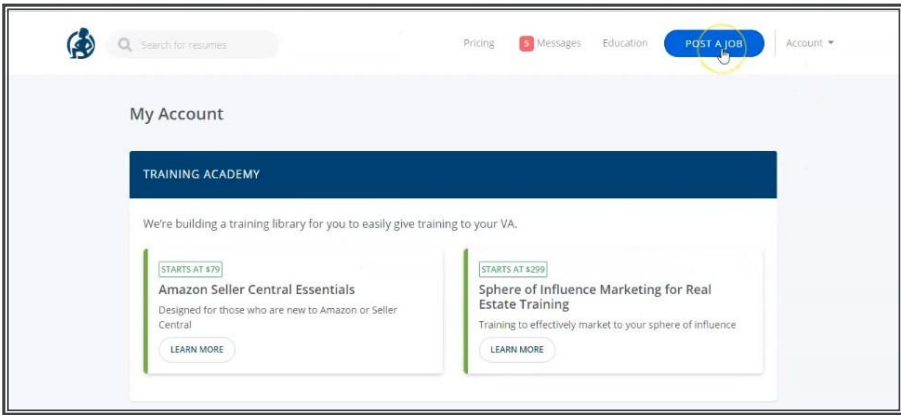 Search for resumes
Pricing
5 Messages
Education
POST A JOB
Account
My Account
TRAINING ACADEMY
We're building a training library for you to easily give training to your VA.
STARTS AT $79
Amazon Seller Central Essentials
Designed for those who are new to Amazon or Seller
Central
LEARN MORE
STARTS AT $299
Sphere of Influence Marketing for Real
Estate Training
Training to effectively market to your sphere of influence
LEARN MORE